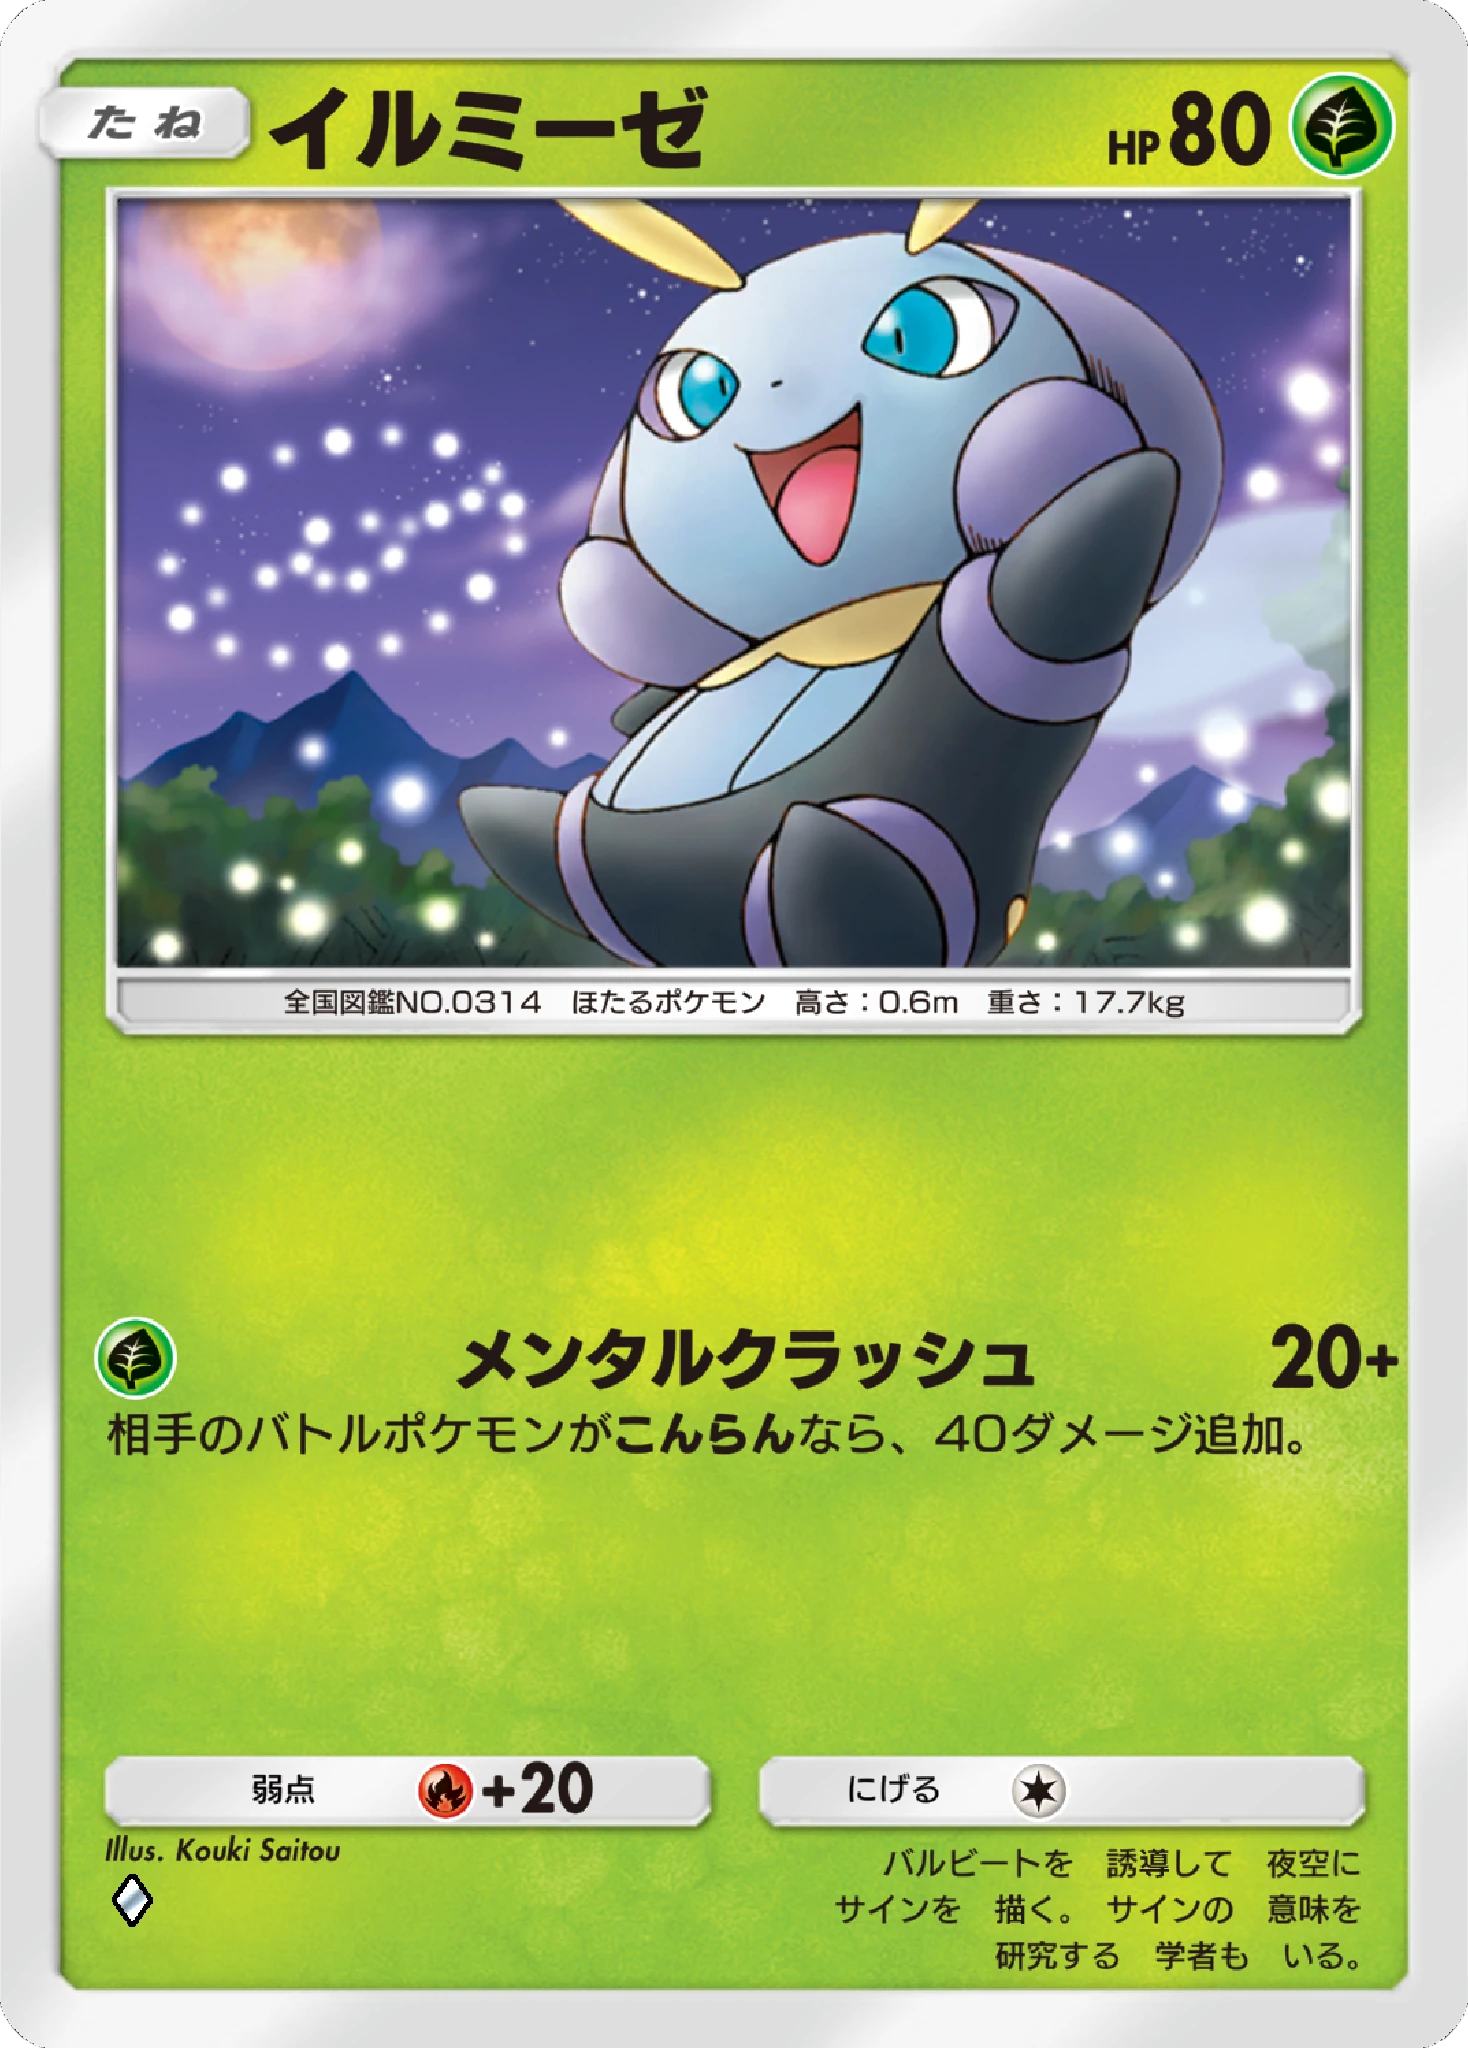 たね イルミーゼ HP 80
全国図鑑NO.0314 ほたるポケモン 高さ:0.6m 重さ:17.7kg
メンタルクラッシュ 20+
相手のバトルポケモンがこんらんなら、40ダメージ追加。
弱点 +20 にげる
Illus. Kouki Saitou
バルビートを 誘導して 夜空に
サインを 描く。 サインの 意味を
研究する 学者も いる。